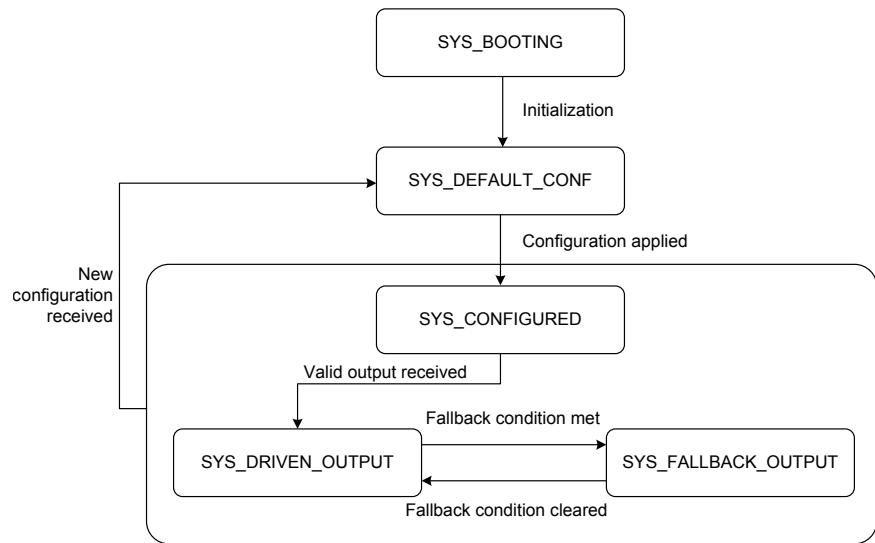 SYS_BOOTING
Initialization
SYS_DEFAULT_CONF
Configuration applied
New
configuration
received
SYS_CONFIGURED
Valid output received
Fallback condition met
SYS_DRIVEN_OUTPUT
SYS_FALLBACK_OUTPUT
Fallback condition cleared